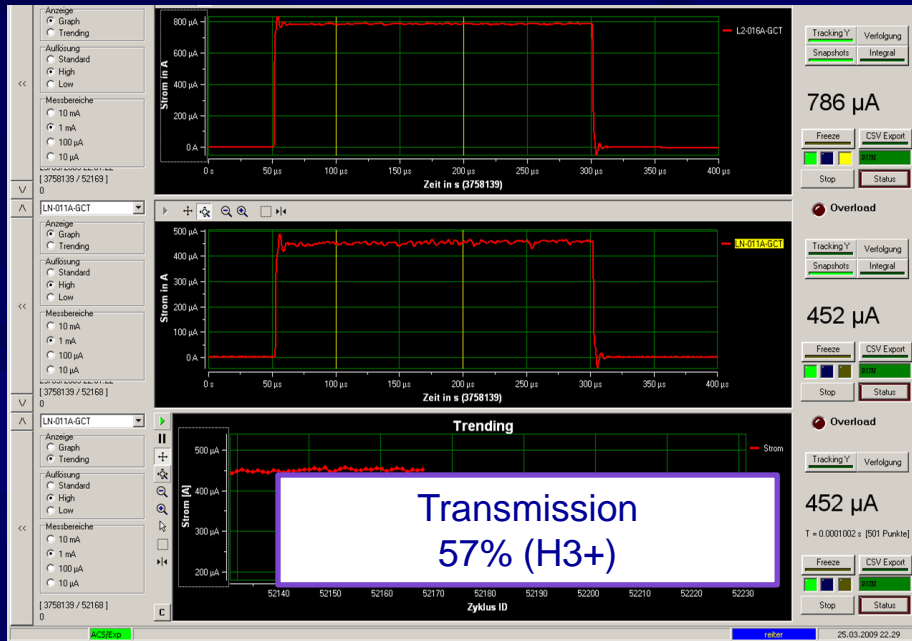 Anzeige
Graph
Trending
Auflösung
Standard
High
Low
Messbereiche
10 mA
1 mA
100 µA
10 µA
[ 3758139 / 52169 ]
0
<<
V
800 µA
600 µA
400 µA
200 µA
0 A
Strom in A
0 s 50 µs 100 µs 150 µs 200 µs 250 µs 300 µs 350 µs 400 µs
Zeit in s (3758139)
L2-016A-GCT
Tracking Y Verfolgung
Snapshots Integral
786 µA
Freeze CSV Export
Stop Status
Overload
Λ
LN-011A-GCT
Anzeige
Graph
Trending
Auflösung
Standard
High
Low
Messbereiche
10 mA
1 mA
100 µA
10 µA
[ 3758139 / 52168 ]
0
<<
V
500 µA
400 µA
300 µA
200 µA
100 µA
0 A
Strom in A
0 s 50 µs 100 µs 150 µs 200 µs 250 µs 300 µs 350 µs 400 µs
Zeit in s (3758139)
LN-011A-GCT
Tracking Y Verfolgung
Snapshots Integral
452 µA
Freeze CSV Export
Stop Status
Overload
Λ
LN-011A-GCT
Anzeige
Graph
Trending
Auflösung
Standard
High
Low
Messbereiche
10 mA
1 mA
100 µA
10 µA
[ 3758139 / 52168 ]
0
<<
C
Trending
500 µA
400 µA
300 µA
200 µA
Strom [A]
Strom
Transmission
57% (H3+)
52140 52150 52160 52170 52180 52190 52200 52210 52220 52230
Zyklus ID
Tracking Y Verfolgung
452 µA
T = 0.0001002 s [501 Punkte]
Freeze CSV Export
Stop Status
ACS/Exp
reiter
25.03.2009 22.29